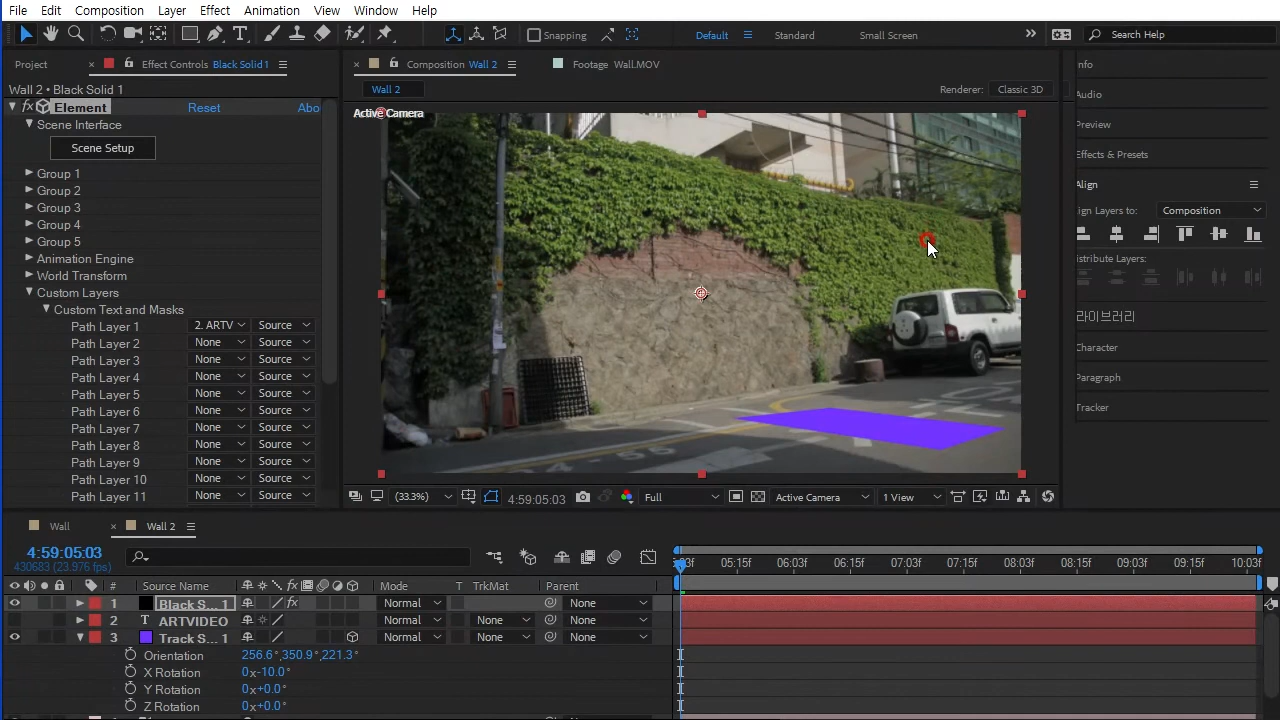 File Edit Composition Layer Effect Animation View Window Help
Snapping Default Standard Small Screen Search Help
Project Effect Controls Black Solid 1 Composition Wall 2 Footage Wall.MOV
Wall 2 • Black Solid 1 Wall 2 Renderer: Classic 3D
Element Reset Abo
Scene Interface
Scene Setup
Group 1
Group 2
Group 3
Group 4
Group 5
Animation Engine
World Transform
Custom Layers
Custom Text and Masks
Path Layer 1 2. ARTV Source
Path Layer 2 None Source
Path Layer 3 None Source
Path Layer 4 None Source
Path Layer 5 None Source
Path Layer 6 None Source
Path Layer 7 None Source
Path Layer 8 None Source
Path Layer 9 None Source
Path Layer 10 None Source
Path Layer 11 None Source
Active Camera
(33.3%) 4:59:05:03 Full Active Camera 1 View
nfo
Audio
Preview
Effects & Presets
Align
lign Layers to: Composition
istribute Layers:
라이브러리
Character
Paragraph
Tracker
Wall Wall 2
4:59:05:03
430683 (23.976 fps)
:03f 05:15f 06:03f 06:15f 07:03f 07:15f 08:03f 08:15f 09:03f 09:15f 10:03f
# Source Name Mode T TrkMat Parent
1 Black S... 1 Normal None
2 T ARTVIDEO Normal None None
3 Track S... 1 Normal None None
Orientation 256.6°,350.9°,221.3°
X Rotation 0x-10.0°
Y Rotation 0x+0.0°
Z Rotation 0x+0.0°